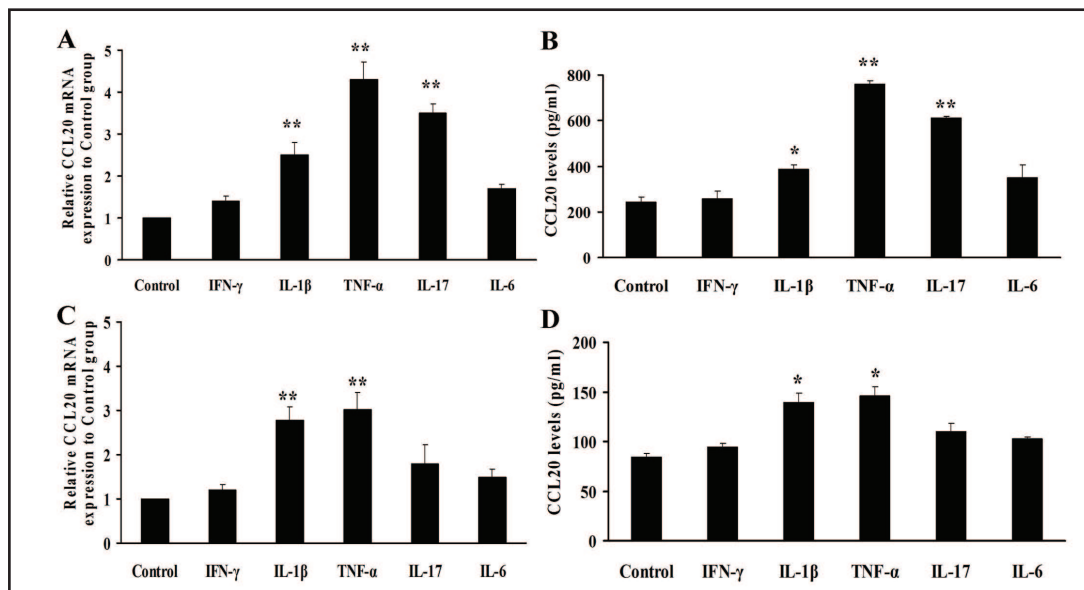 A
Relative CCL20 mRNA
expression to Control group
5
4
3
2
1
0
** ** **
Control IFN-γ IL-1β TNF-α IL-17 IL-6
B
CCL20 levels (pg/ml)
800
600
400
200
0
* ** **
Control IFN-γ IL-1β TNF-α IL-17 IL-6
C
Relative CCL20 mRNA
expression to Control group
5
4
3
2
1
0
** **
Control IFN-γ IL-1β TNF-α IL-17 IL-6
D
CCL20 levels (pg/ml)
200
150
100
50
0
* *
Control IFN-γ IL-1β TNF-α IL-17 IL-6